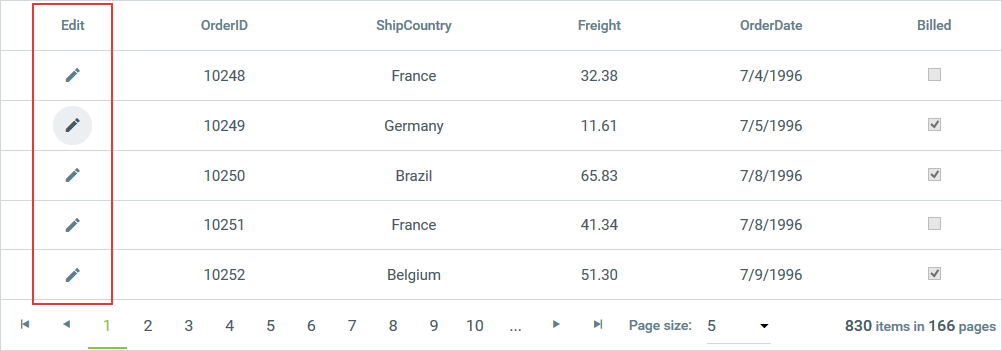 Edit OrderID ShipCountry Freight OrderDate Billed
10248 France 32.38 7/4/1996
10249 Germany 11.61 7/5/1996
10250 Brazil 65.83 7/8/1996
10251 France 41.34 7/8/1996
10252 Belgium 51.30 7/9/1996
1 2 3 4 5 6 7 8 9 10 ... Page size: 5 830 items in 166 pages